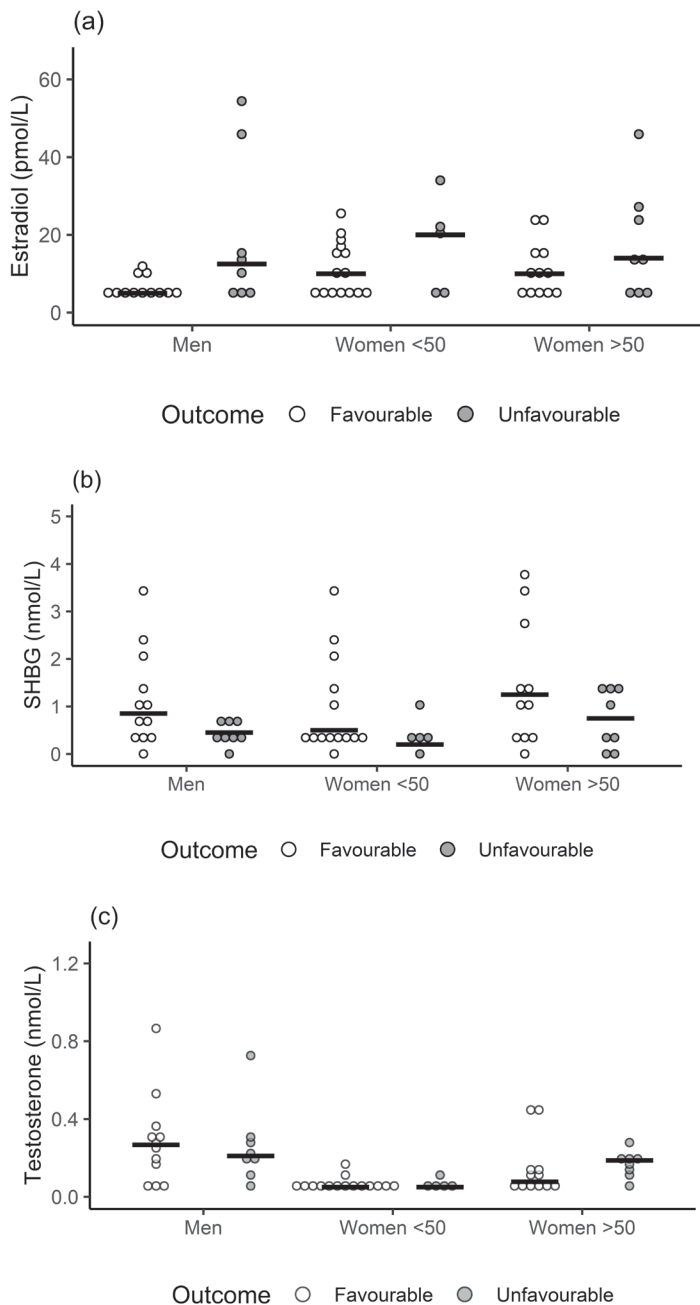 (a)
Estradiol (pmol/L)
60
40
20
0
Men Women <50 Women >50
Outcome Favourable Unfavourable
(b)
SHBG (nmol/L)
5
4
3
2
1
0
Men Women <50 Women >50
Outcome Favourable Unfavourable
(c)
Testosterone (nmol/L)
1.2
0.8
0.4
0.0
Men Women <50 Women >50
Outcome Favourable Unfavourable